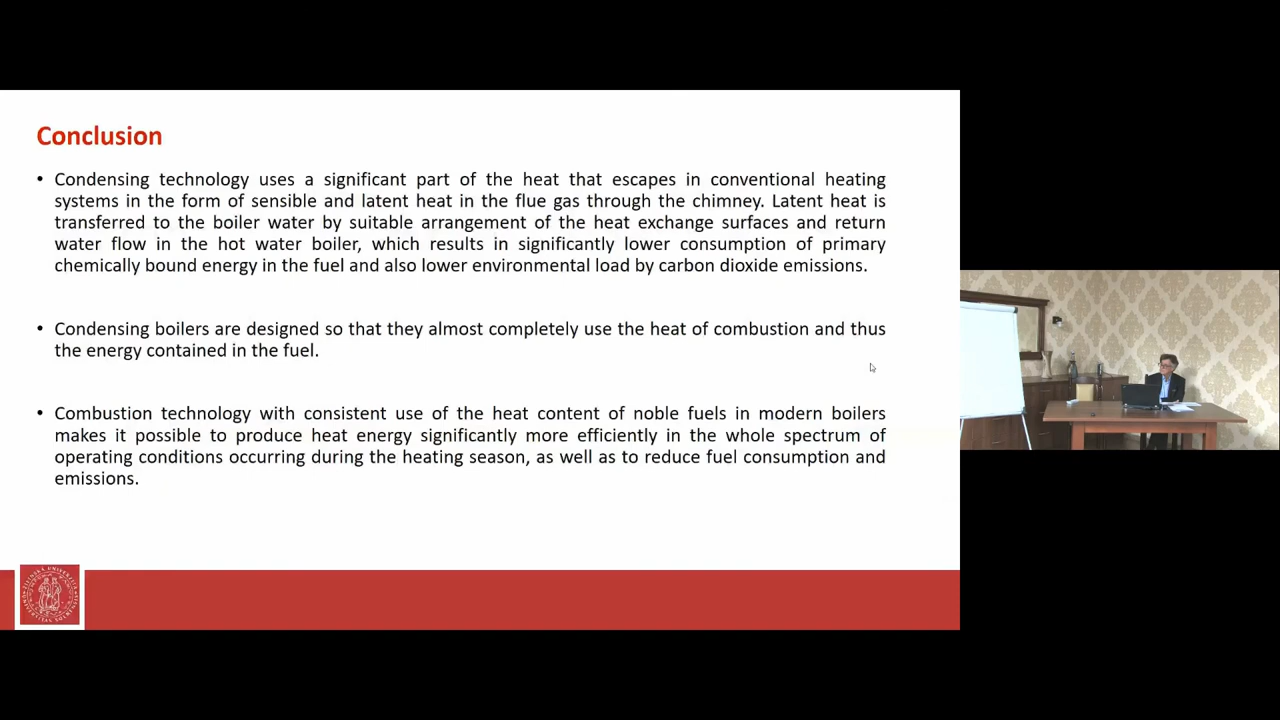 Conclusion
• Condensing technology uses a significant part of the heat that escapes in conventional heating
systems in the form of sensible and latent heat in the flue gas through the chimney. Latent heat is
transferred to the boiler water by suitable arrangement of the heat exchange surfaces and return
water flow in the hot water boiler, which results in significantly lower consumption of primary
chemically bound energy in the fuel and also lower environmental load by carbon dioxide emissions.
• Condensing boilers are designed so that they almost completely use the heat of combustion and thus
the energy contained in the fuel.
• Combustion technology with consistent use of the heat content of noble fuels in modern boilers
makes it possible to produce heat energy significantly more efficiently in the whole spectrum of
operating conditions occurring during the heating season, as well as to reduce fuel consumption and
emissions.